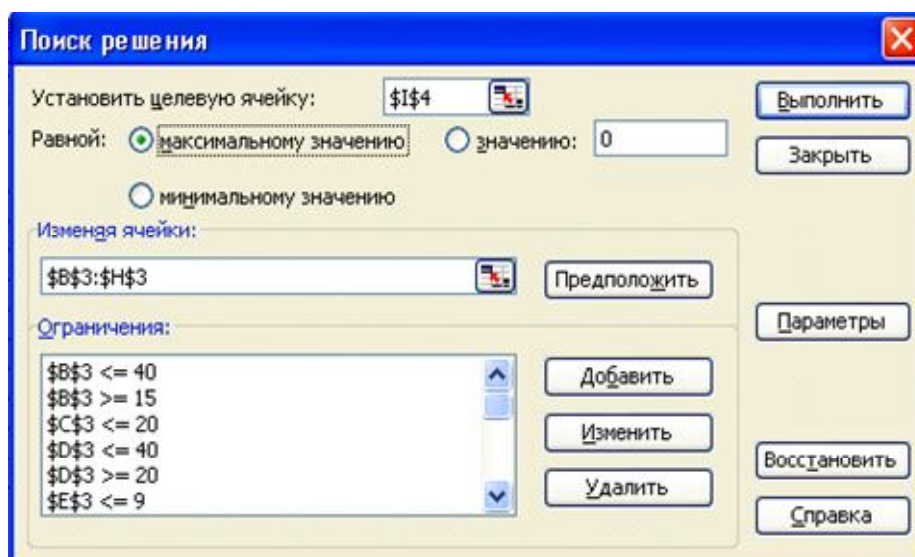 Поиск решения
Установить целевую ячейку: $I$4
Выполнить
Равной: максимальному значению значению: 0
Закрыть
минимальному значению
Изменяя ячейки:
$B$3:$H$3
Предположить
Параметры
Ограничения:
$B$3 <= 40
$B$3 >= 15
$C$3 <= 20
$D$3 <= 40
$D$3 >= 20
$E$3 <= 9
Добавить
Изменить
Удалить
Восстановить
Справка